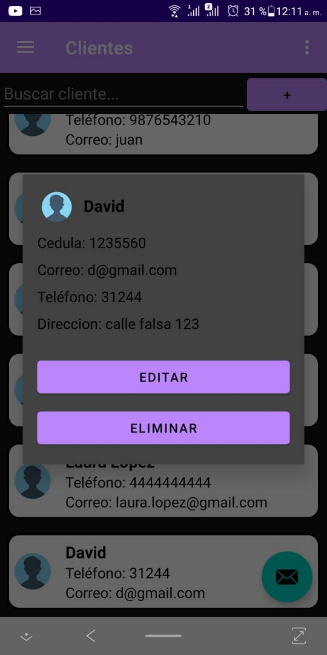 31 % 12:11 a. m.
Clientes
Buscar cliente...
+
Teléfono: 9876543210
Correo: juan
David
Cedula: 1235560
Correo: d@gmail.com
Teléfono: 31244
Direccion: calle falsa 123
EDITAR
ELIMINAR
Laura Lopez
Teléfono: 4444444444
Correo: laura.lopez@gmail.com
David
Teléfono: 31244
Correo: d@gmail.com